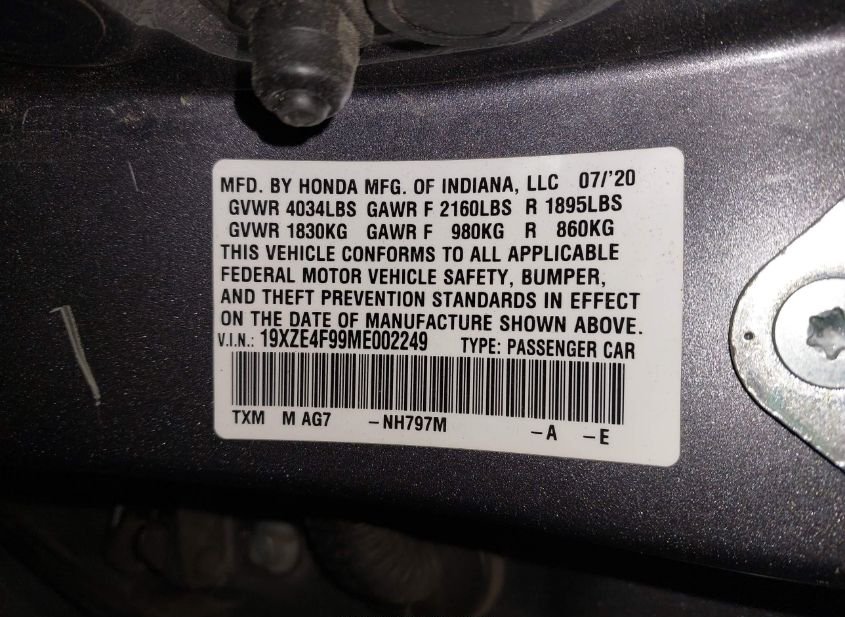 MFD. BY HONDA MFG. OF INDIANA, LLC 07/'20
GVWR 4034LBS GAWR F 2160LBS R 1895LBS
GVWR 1830KG GAWR F 980KG R 860KG
THIS VEHICLE CONFORMS TO ALL APPLICABLE
FEDERAL MOTOR VEHICLE SAFETY, BUMPER,
AND THEFT PREVENTION STANDARDS IN EFFECT
ON THE DATE OF MANUFACTURE SHOWN ABOVE.
V.I.N.: 19XZE4F99ME002249 TYPE: PASSENGER CAR
TXM M AG7 -NH797M -A -E